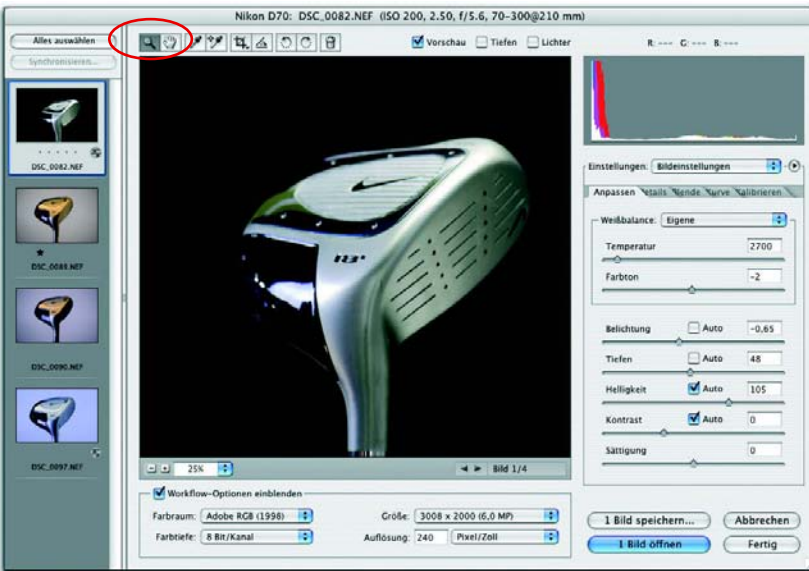 Nikon D70: DSC_0082.NEF (ISO 200, 2.50, f/5.6, 70-300@210 mm)
Alles auswählen
Synchronisieren...
Vorschau Tiefen Lichter
R: --- G: --- B: ---
DSC_0082.NEF
DSC_0090.NEF
DSC_0097.NEF
Einstellungen: Bildeinstellungen
Anpassen Details Kurve Kalibrieren
Weißbalance: Eigene
Temperatur 2700
Farbton -2
Belichtung Auto -0,65
Tiefen Auto 48
Helligkeit Auto 105
Kontrast Auto 0
Sättigung 0
25% Bild 1/4
Workflow-Optionen einblenden
Farbraum: Adobe RGB (1998) Größe: 3008 x 2000 (6,0 MP)
Farbtiefe: 8 Bit/Kanal Auflösung: 240 Pixel/Zoll
1 Bild speichern... Abbrechen
1 Bild öffnen Fertig